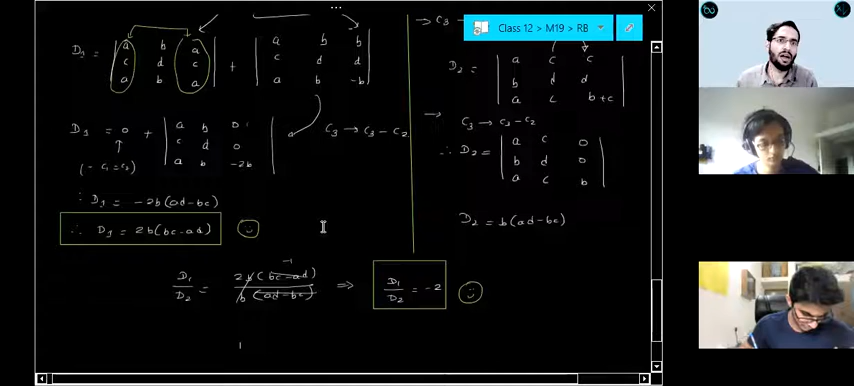 → C3 -
Class 12 > M19 > RB
D1 = | a b a | + | a b b |
| c d c | | c d d |
| a b a | | a b -b |
D1 = 0 + | a b 0 |
| c d 0 |
| a b -2b |
C3 → C3 - C2
(∵ C1 = C3)
∴ D1 = -2b(ad-bc)
∴ D1 = 2b(bc-ad)
D2 = | a c c |
| b d d |
| a c b+c |
→ C3 → C3 - C2
∴ D2 = | a c 0 |
| b d 0 |
| a c b |
D2 = b(ad-bc)
D1/D2 = 2b(bc-ad)/b(ad-bc) ⇒ D1/D2 = -2
-1